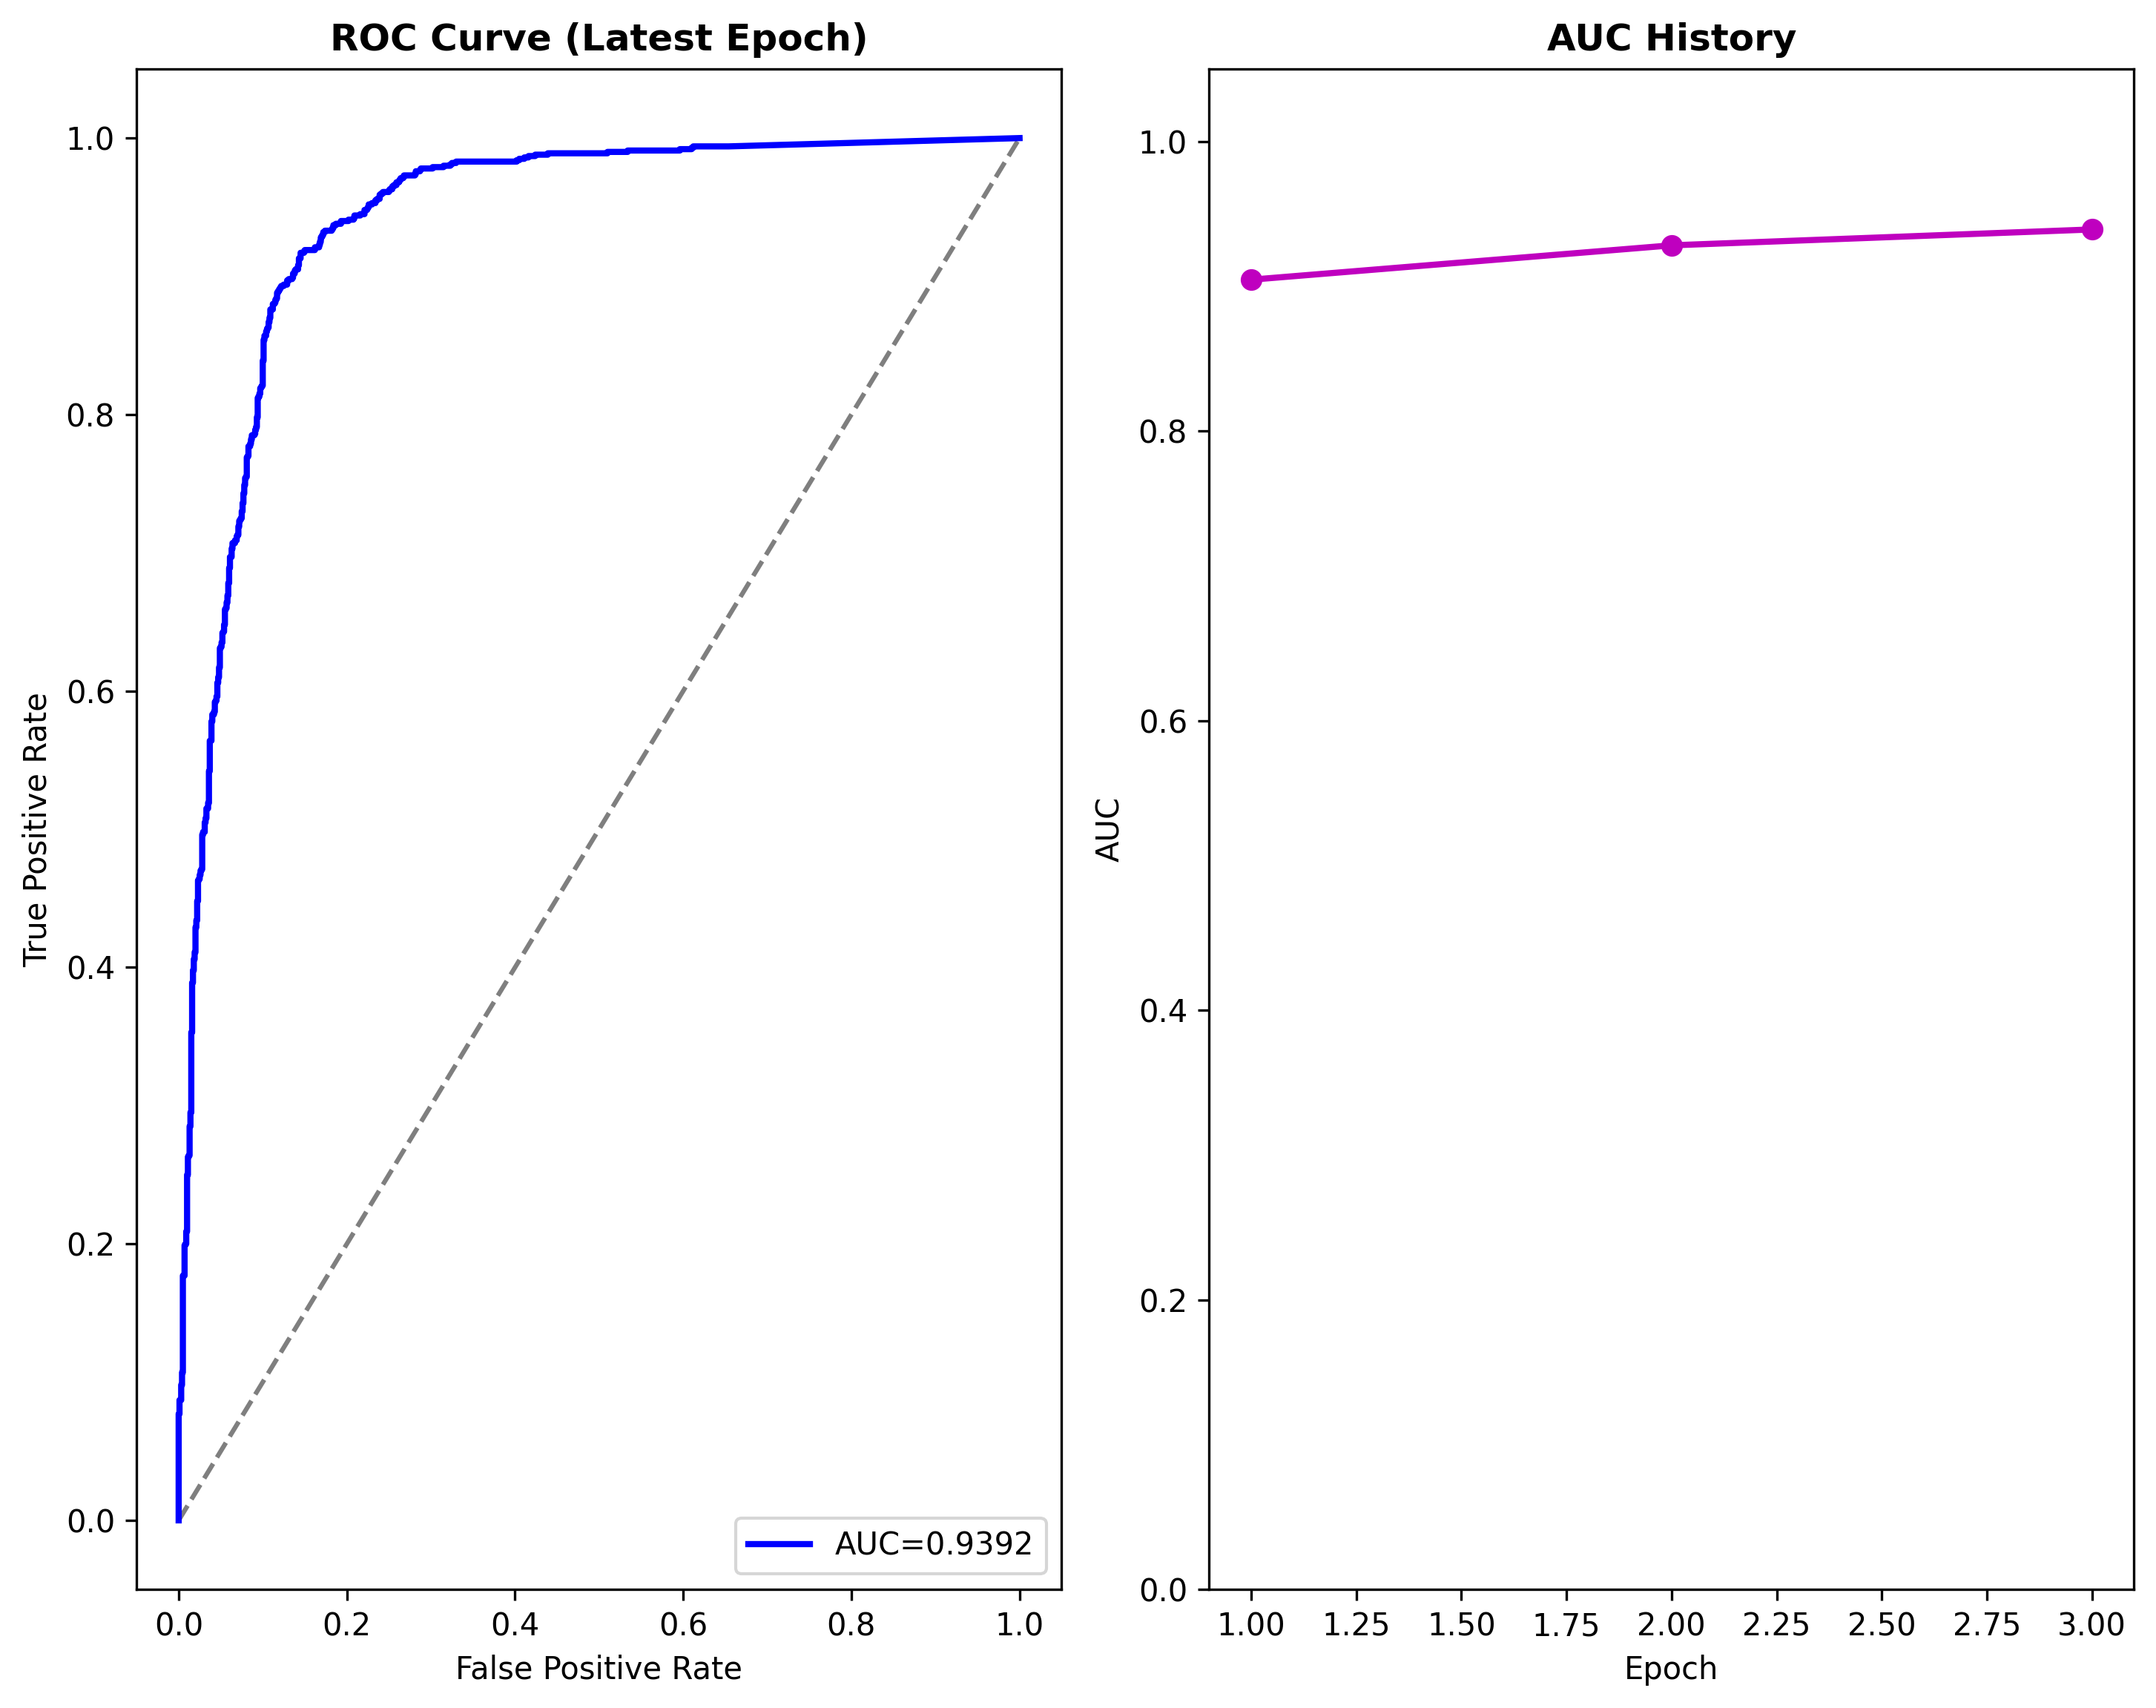 ROC Curve (Latest Epoch)
True Positive Rate
1.0
0.8
0.6
0.4
0.2
0.0
AUC=0.9392
0.0 0.2 0.4 0.6 0.8 1.0
False Positive Rate
AUC History
AUC
1.0
0.8
0.6
0.4
0.2
0.0
1.00 1.25 1.50 1.75 2.00 2.25 2.50 2.75 3.00
Epoch